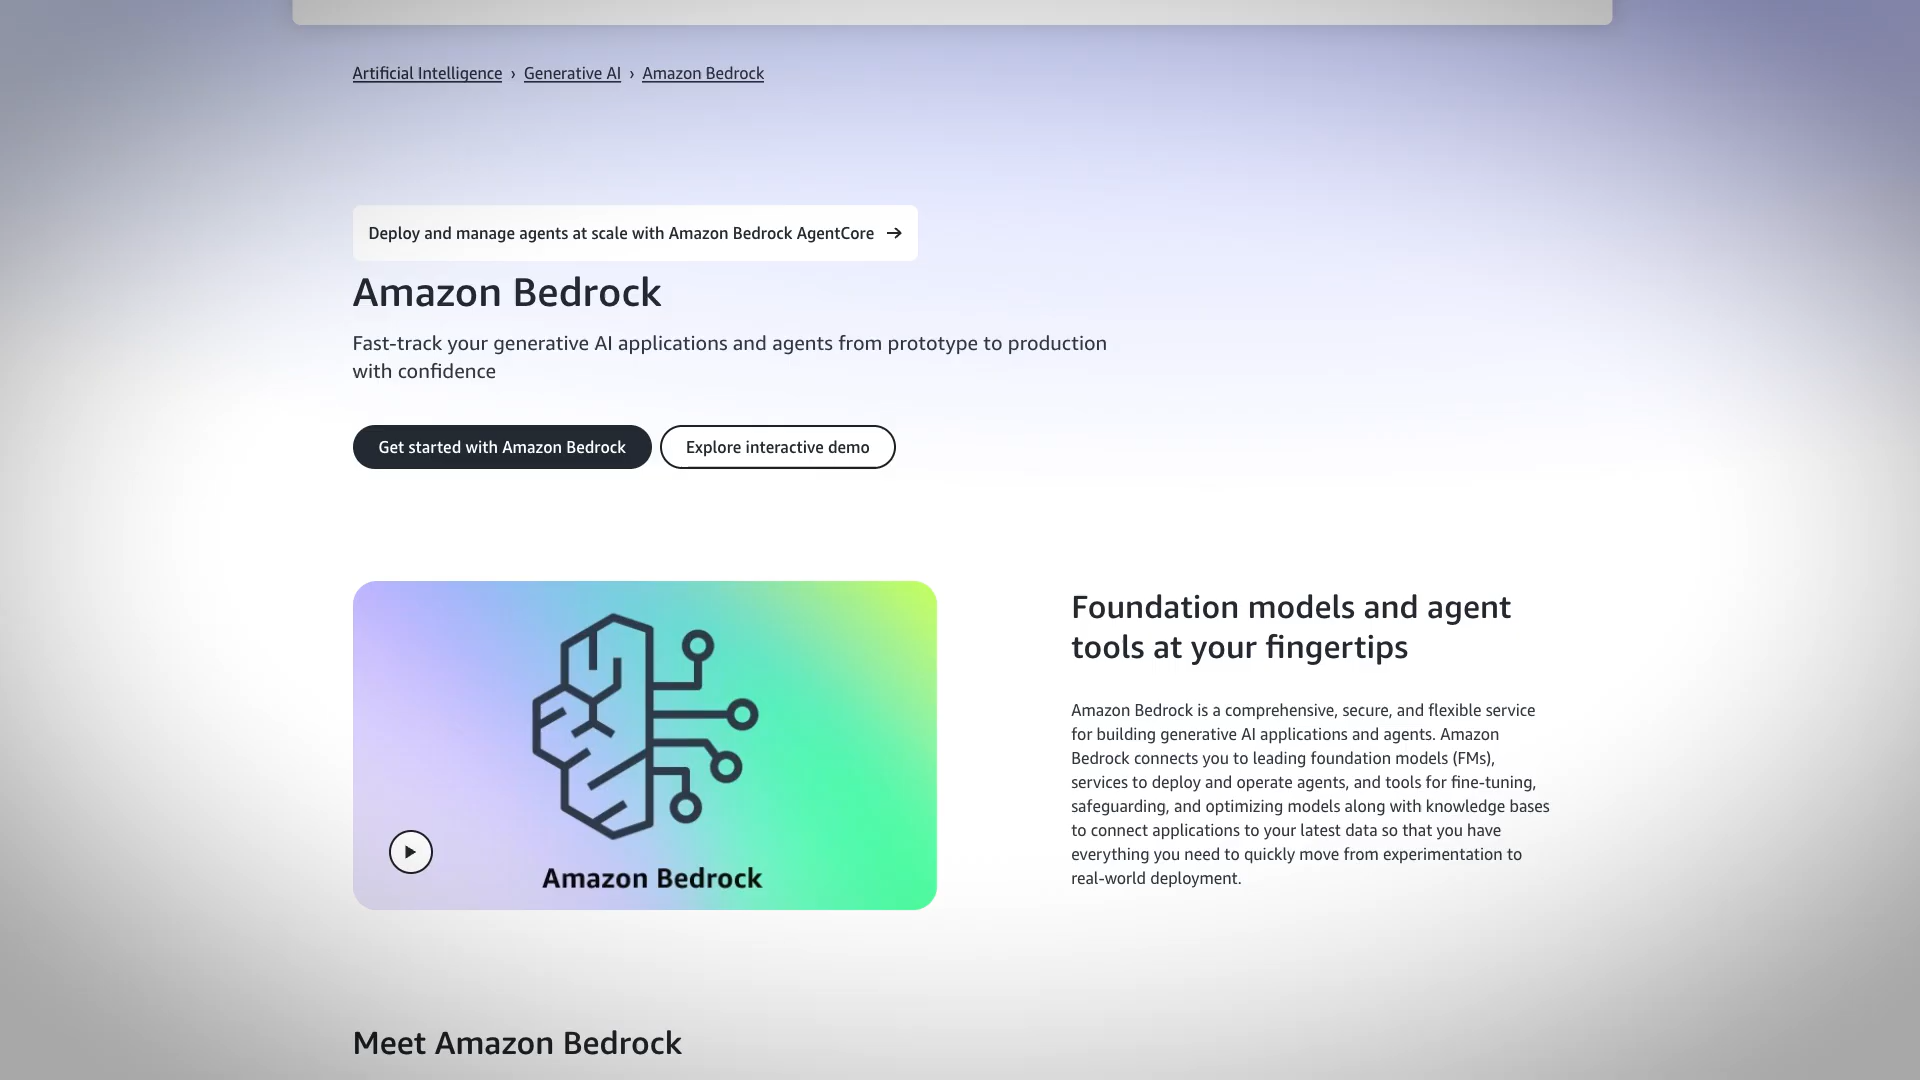 Artificial Intelligence › Generative AI › Amazon Bedrock
Deploy and manage agents at scale with Amazon Bedrock AgentCore →
Amazon Bedrock
Fast-track your generative AI applications and agents from prototype to production
with confidence
Get started with Amazon Bedrock
Explore interactive demo
Amazon Bedrock
Foundation models and agent
tools at your fingertips
Amazon Bedrock is a comprehensive, secure, and flexible service
for building generative AI applications and agents. Amazon
Bedrock connects you to leading foundation models (FMs),
services to deploy and operate agents, and tools for fine-tuning,
safeguarding, and optimizing models along with knowledge bases
to connect applications to your latest data so that you have
everything you need to quickly move from experimentation to
real-world deployment.
Meet Amazon Bedrock